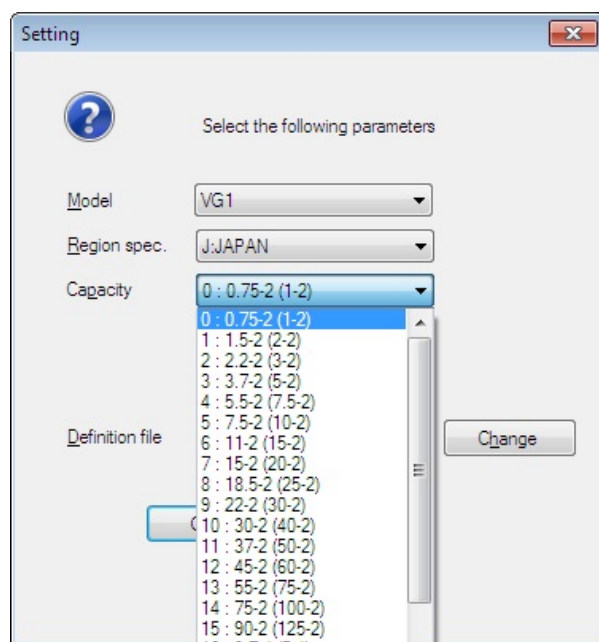 Setting
Select the following parameters
Model VG1
Region spec. J:JAPAN
Capacity 0 : 0.75-2 (1-2)
0 : 0.75-2 (1-2)
1 : 1.5-2 (2-2)
2 : 2.2-2 (3-2)
3 : 3.7-2 (5-2)
4 : 5.5-2 (7.5-2)
5 : 7.5-2 (10-2)
Definition file
6 : 11-2 (15-2)
Change
7 : 15-2 (20-2)
8 : 18.5-2 (25-2)
9 : 22-2 (30-2)
10 : 30-2 (40-2)
11 : 37-2 (50-2)
12 : 45-2 (60-2)
13 : 55-2 (75-2)
14 : 75-2 (100-2)
15 : 90-2 (125-2)